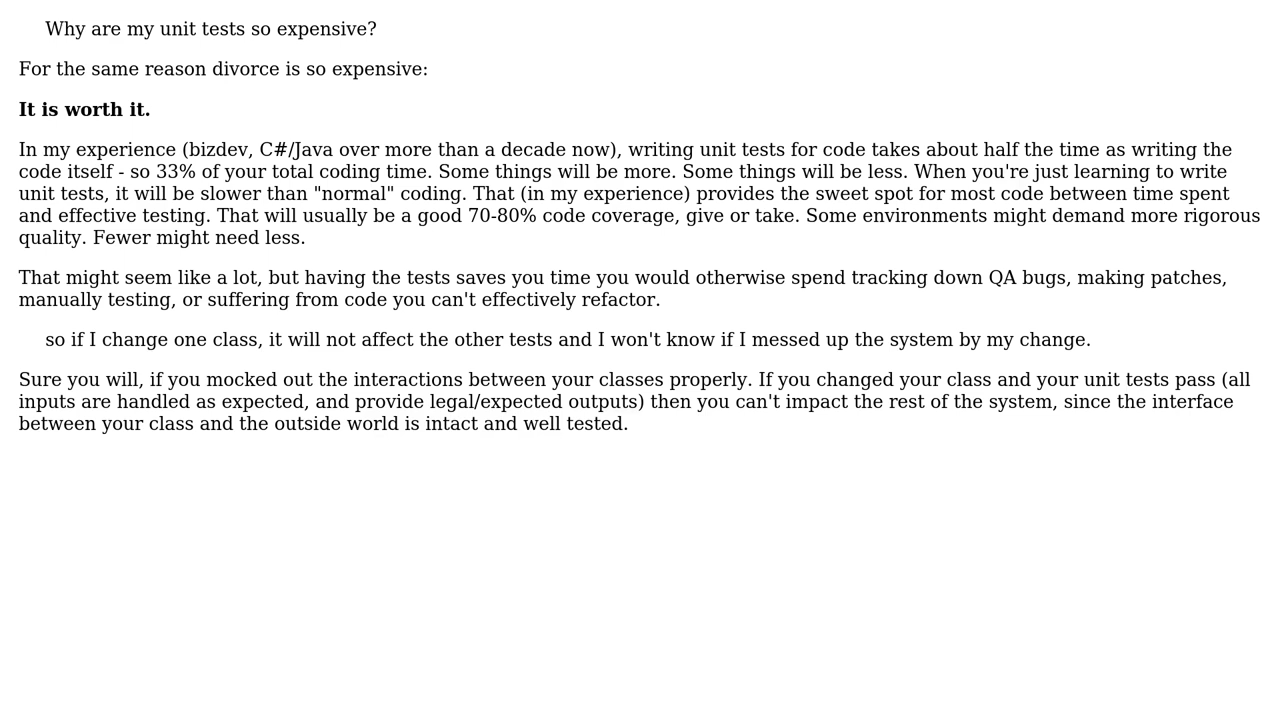 Why are my unit tests so expensive?
For the same reason divorce is so expensive:
It is worth it.
In my experience (bizdev, C#/Java over more than a decade now), writing unit tests for code takes about half the time as writing the
code itself - so 33% of your total coding time. Some things will be more. Some things will be less. When you're just learning to write
unit tests, it will be slower than "normal" coding. That (in my experience) provides the sweet spot for most code between time spent
and effective testing. That will usually be a good 70-80% code coverage, give or take. Some environments might demand more rigorous
quality. Fewer might need less.
That might seem like a lot, but having the tests saves you time you would otherwise spend tracking down QA bugs, making patches,
manually testing, or suffering from code you can't effectively refactor.
so if I change one class, it will not affect the other tests and I won't know if I messed up the system by my change.
Sure you will, if you mocked out the interactions between your classes properly. If you changed your class and your unit tests pass (all
inputs are handled as expected, and provide legal/expected outputs) then you can't impact the rest of the system, since the interface
between your class and the outside world is intact and well tested.